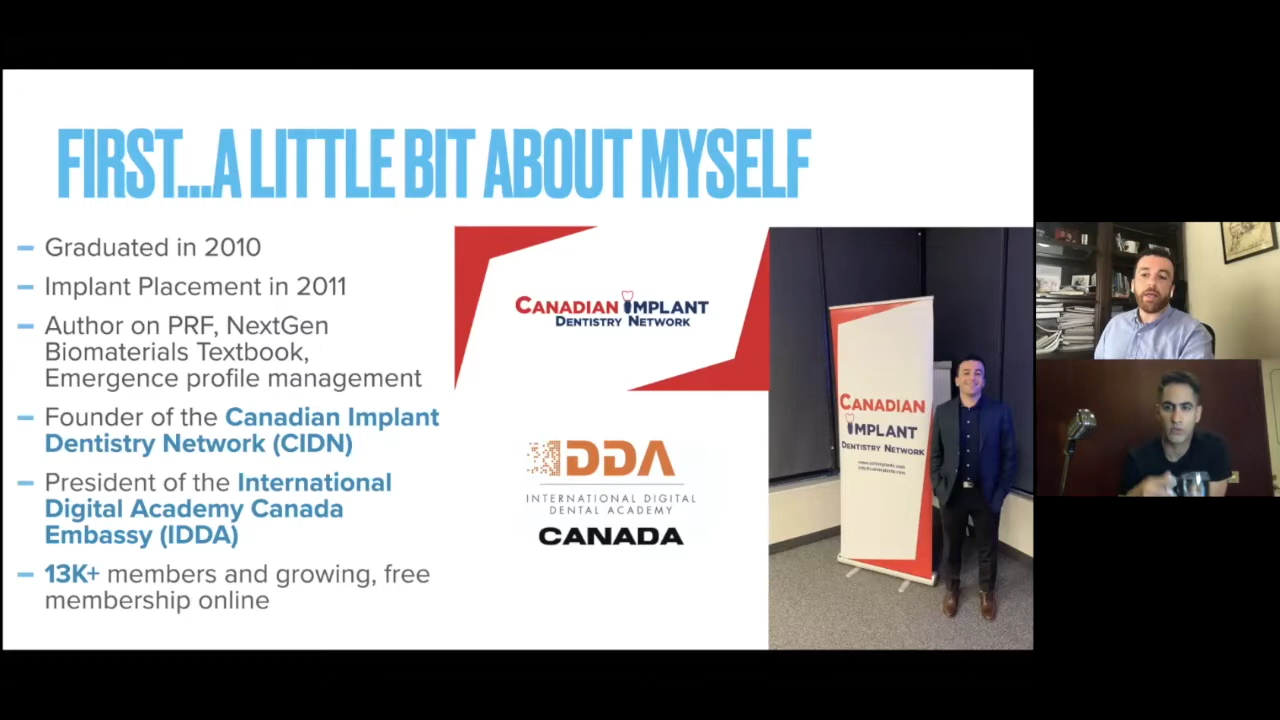 FIRST...A LITTLE BIT ABOUT MYSELF
Graduated in 2010
Implant Placement in 2011
Author on PRF, NextGen
Biomaterials Textbook,
Emergence profile management
Founder of the Canadian Implant
Dentistry Network (CIDN)
President of the International
Digital Academy Canada
Embassy (IDDA)
13K+ members and growing, free
membership online
CANADIAN IMPLANT
DENTISTRY NETWORK
IDDA
INTERNATIONAL DIGITAL
DENTAL ACADEMY
CANADA
CANADIAN
IMPLANT
DENTISTRY NETWORK